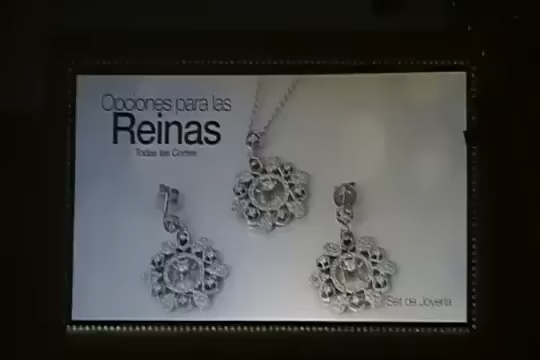 Opciones para las
Reinas
Todas las Cortes
Set de Joyería